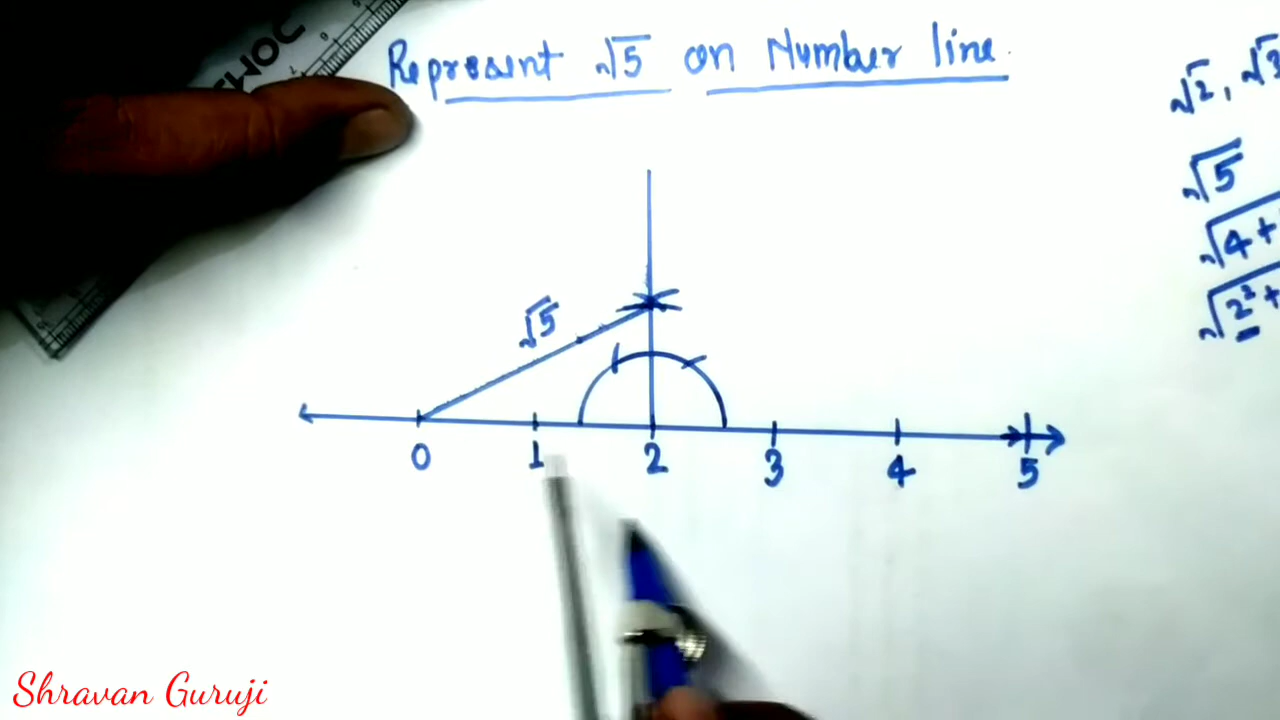 Represent √5 on Number line.
√2, √3
√5
√4+
√2²+
√5
0 1 2 3 4 5
Shravan Guruji